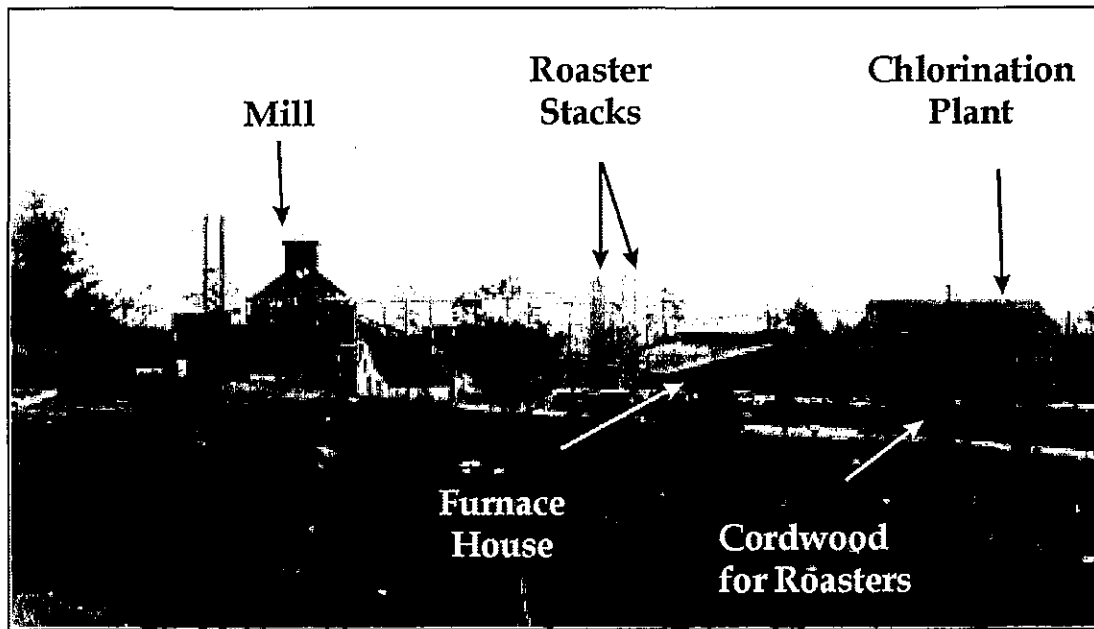 Mill
Roaster
Stacks
Chlorination
Plant
Furnace
House
Cordwood
for Roasters